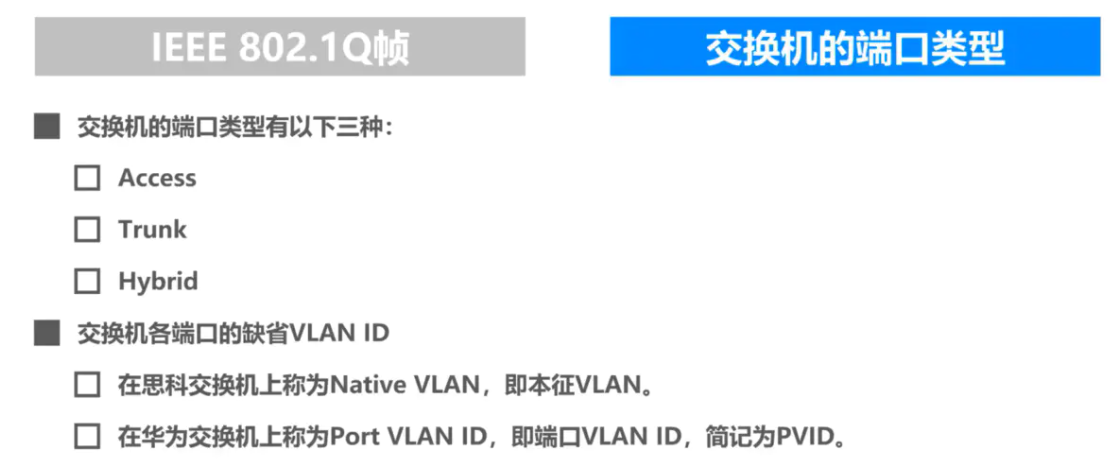 IEEE 802.1Q帧
交换机的端口类型
交换机的端口类型有以下三种：
Access
Trunk
Hybrid
交换机各端口的缺省VLAN ID
在思科交换机上称为Native VLAN，即本征VLAN。
在华为交换机上称为Port VLAN ID，即端口VLAN ID，简记为PVID。